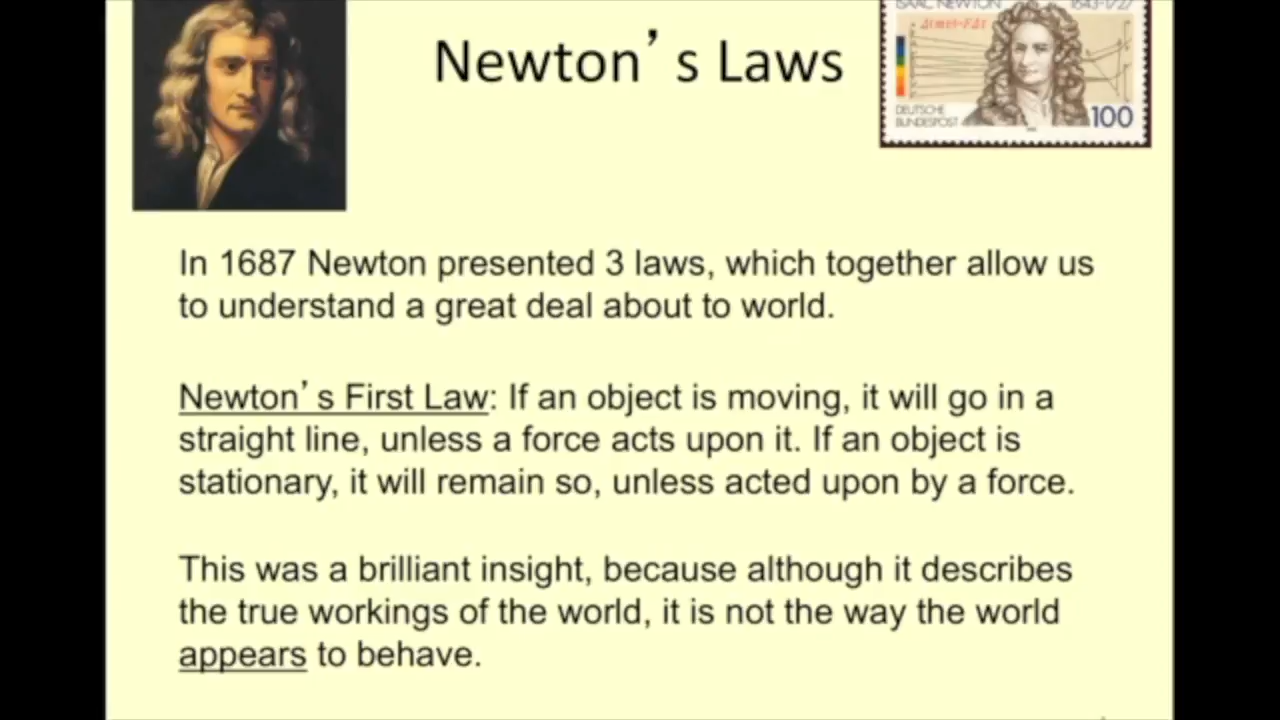 Newton's Laws
ISAAC NEWTON 1643-1727
DEUTSCHE
BUNDESPOST
100
In 1687 Newton presented 3 laws, which together allow us
to understand a great deal about to world.
Newton's First Law: If an object is moving, it will go in a
straight line, unless a force acts upon it. If an object is
stationary, it will remain so, unless acted upon by a force.
This was a brilliant insight, because although it describes
the true workings of the world, it is not the way the world
appears to behave.